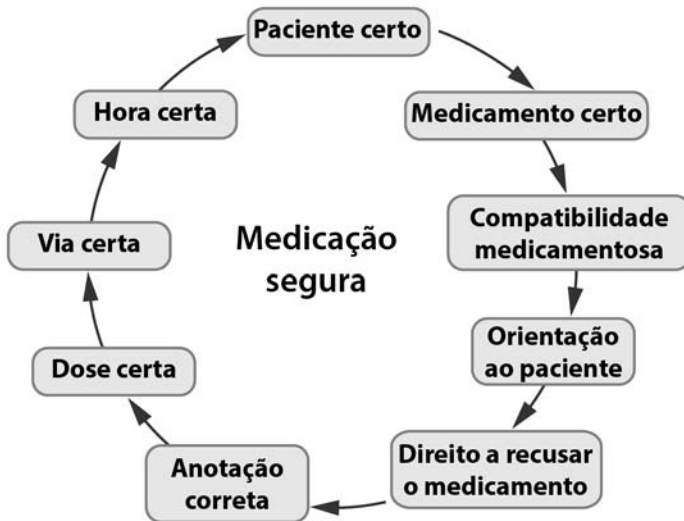 Paciente certo
Medicamento certo
Compatibilidade
medicamentosa
Orientação
ao paciente
Direito a recusar
o medicamento
Anotação
correta
Dose certa
Via certa
Hora certa
Medicação
segura